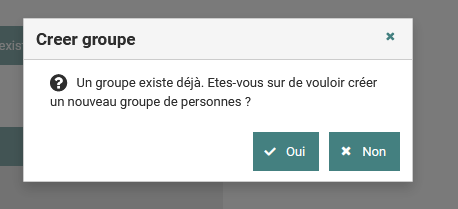 exis
Creer groupe
Un groupe existe déjà. Etes-vous sur de vouloir créer
un nouveau groupe de personnes ?
Oui Non